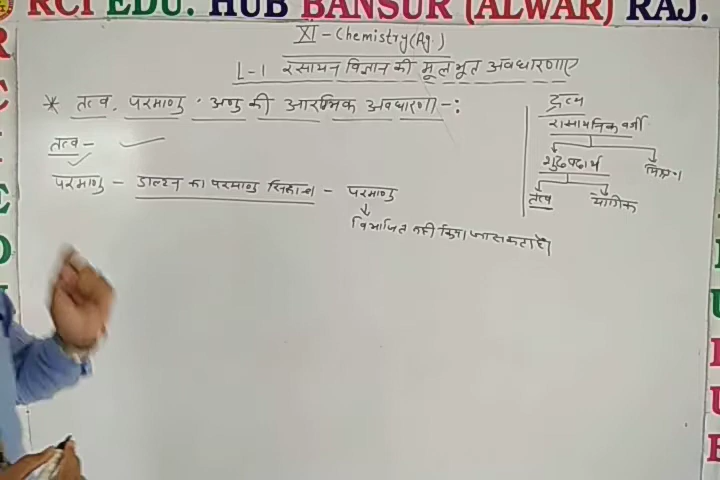 RCI EDU. HUB BANSUR (ALWAR) RAJ.
XI - Chemistry (Ag.)
L-1 रसायन विज्ञान की मूलभूत अवधारणाए
* तत्व, परमाणु, अणु की आरम्भिक अवधारणा -:
तत्व -
परमाणु - डाल्टन का परमाणु सिद्धान्त - परमाणु
↓
विभाजित नही किया जा सकता है।
द्रव्य
रासायनिक वर्गी
शुद्ध पदार्थ मिश्रण
तत्व यौगिक